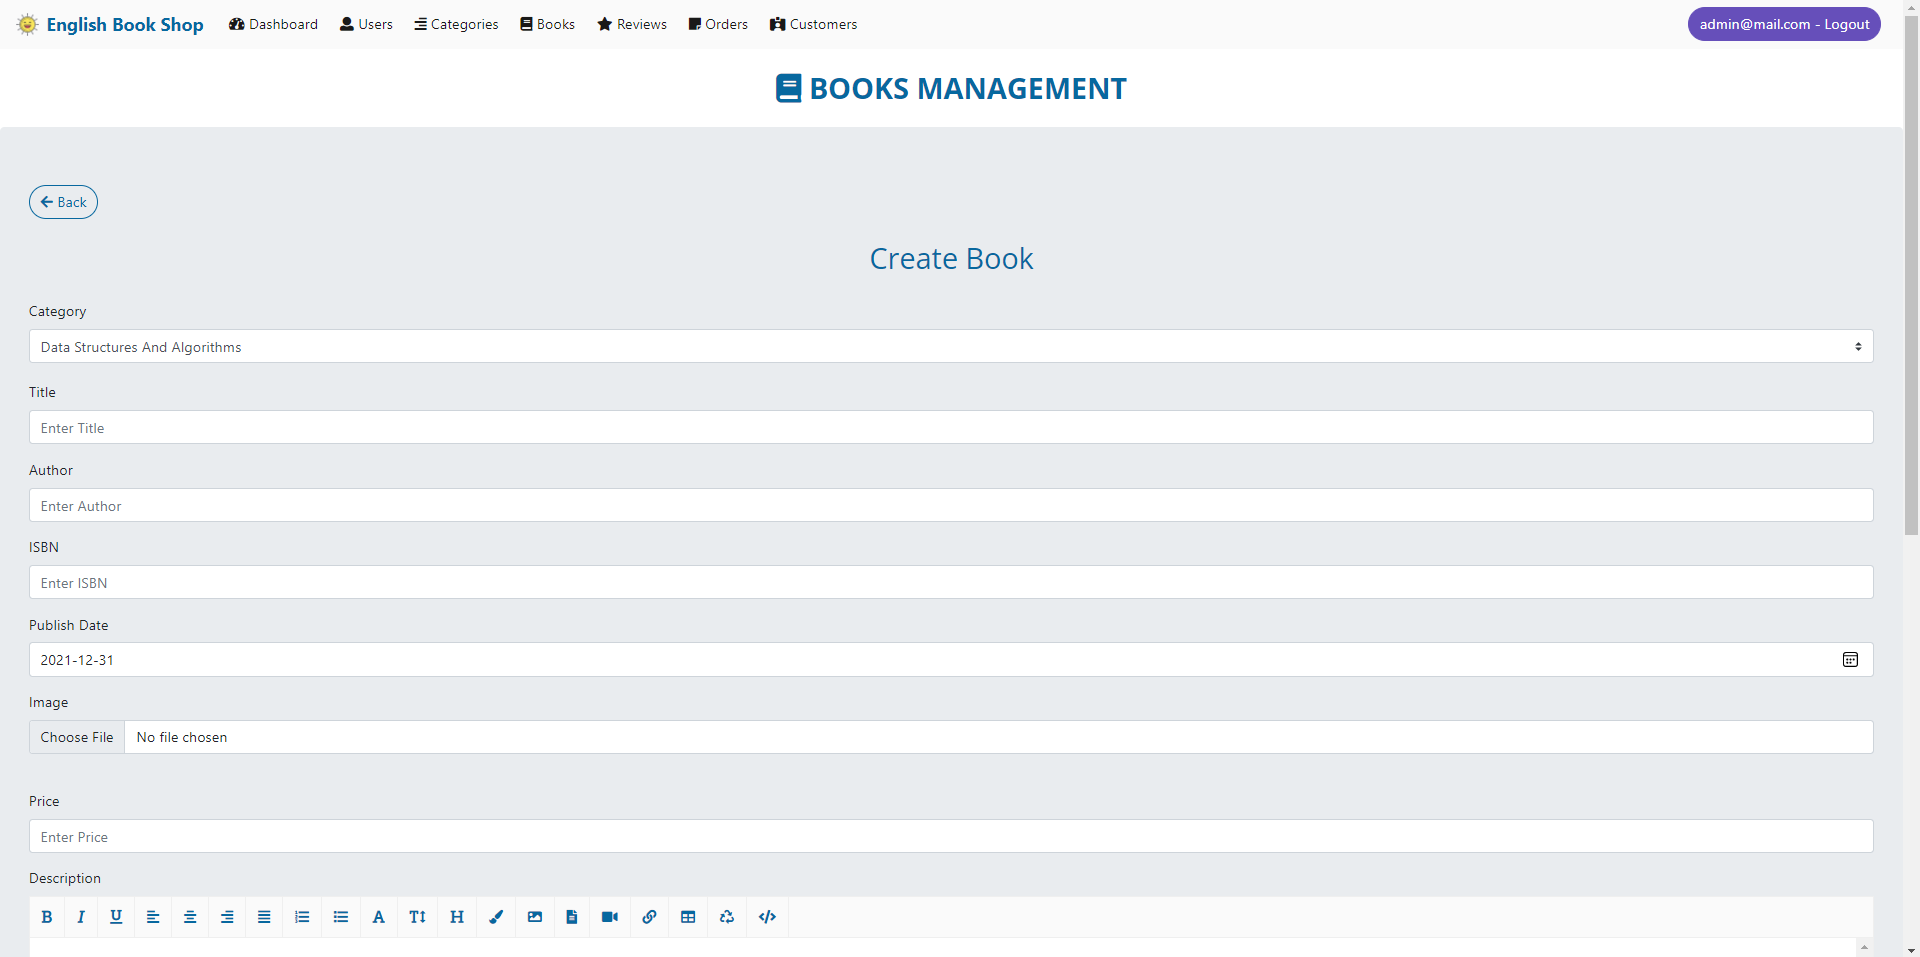 English Book Shop Dashboard Users Categories Books Reviews Orders Customers admin@mail.com - Logout
BOOKS MANAGEMENT
Back
Create Book
Category
Data Structures And Algorithms
Title
Enter Title
Author
Enter Author
ISBN
Enter ISBN
Publish Date
2021-12-31
Image
Choose File No file chosen
Price
Enter Price
Description